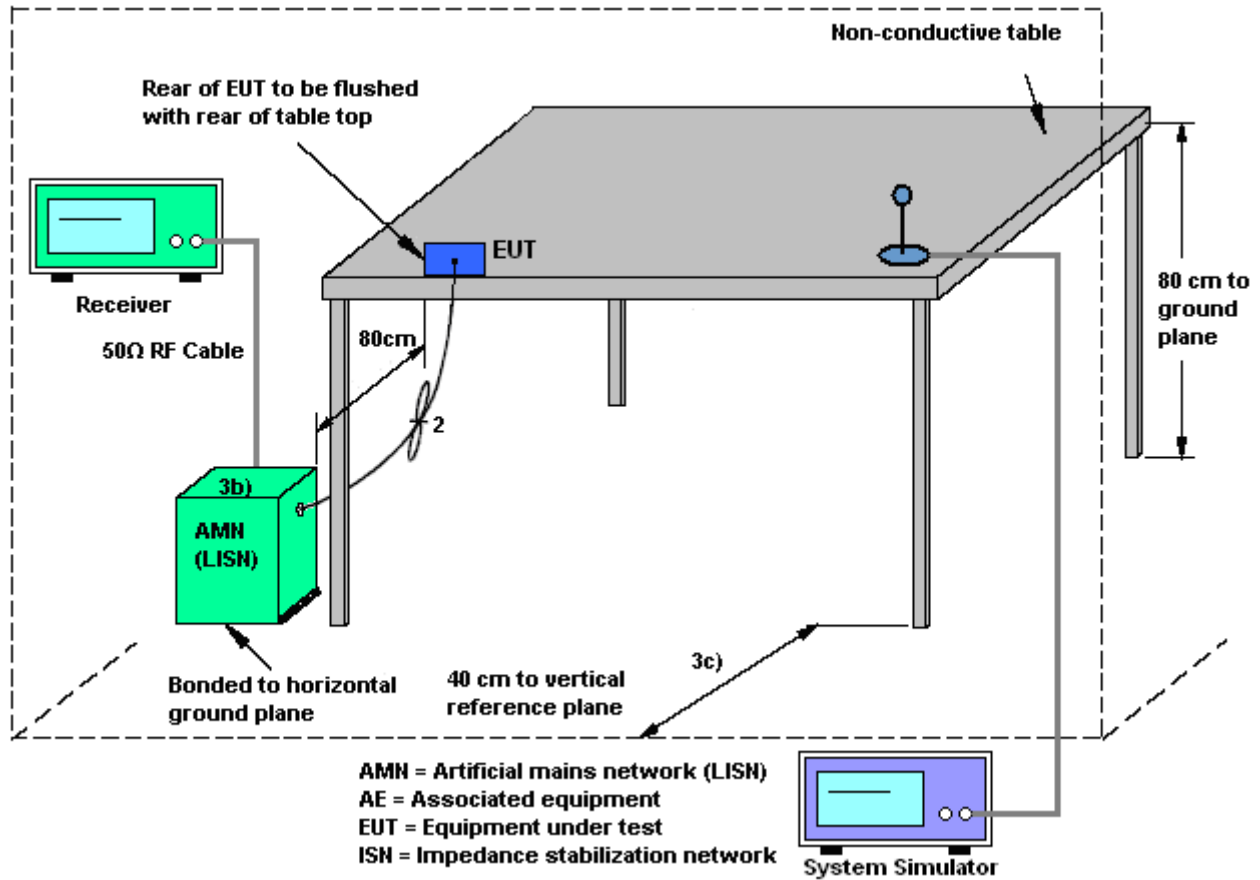 Non-conductive table
Rear of EUT to be flushed
with rear of table top
EUT
Receiver
80cm
80 cm to
ground
plane
50Ω RF Cable
2
3b)
AMN
(LISN)
3c)
Bonded to horizontal
ground plane
40 cm to vertical
reference plane
AMN = Artificial mains network (LISN)
AE = Associated equipment
EUT = Equipment under test
ISN = Impedance stabilization network
System Simulator